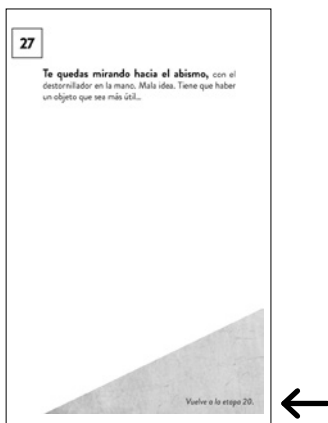 27
Te quedas mirando hacia el abismo, con el
destornillador en la mano. Mala idea. Tiene que haber
un objeto que sea más útil…
Vuelve a la etapa 20.